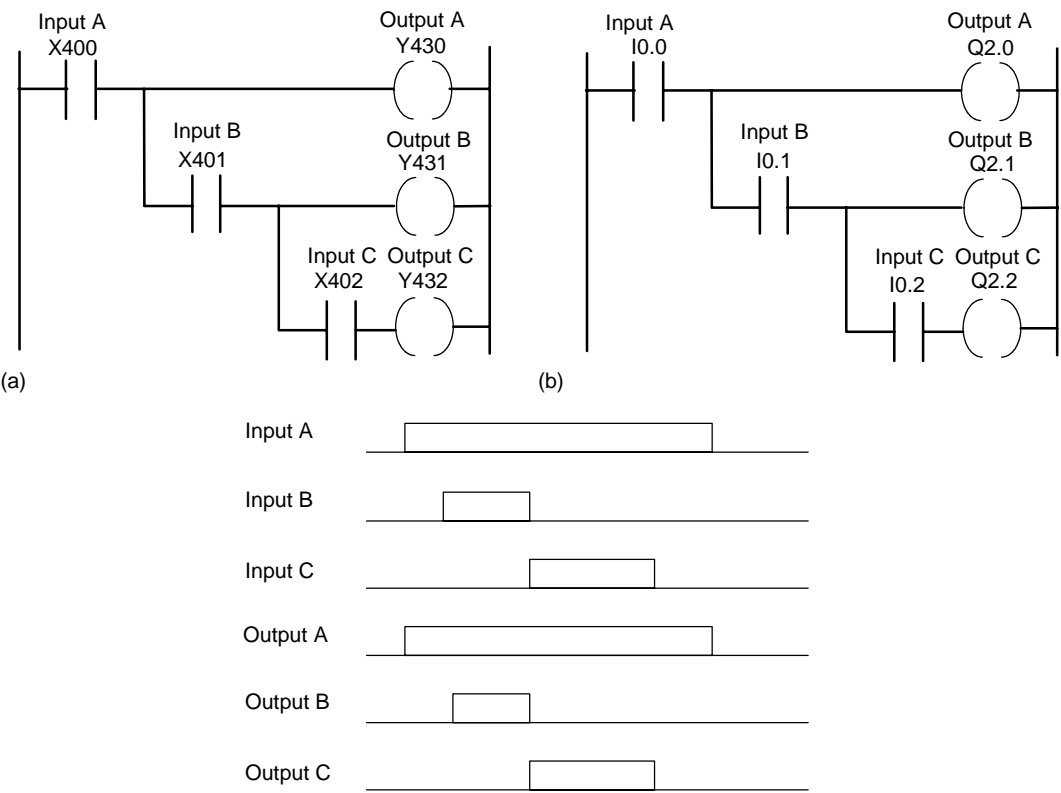 Input A
X400
Output A
Y430
Input B
X401
Output B
Y431
Input C
X402
Output C
Y432
(a)
Input A
I0.0
Output A
Q2.0
Input B
I0.1
Output B
Q2.1
Input C
I0.2
Output C
Q2.2
(b)
Input A
Input B
Input C
Output A
Output B
Output C